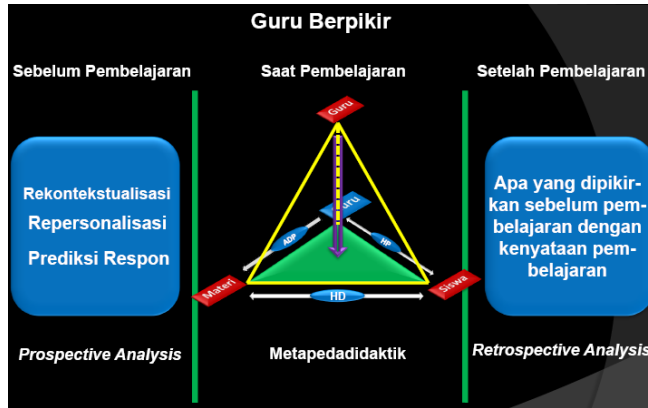 Guru Berpikir
Sebelum Pembelajaran
Saat Pembelajaran
Setelah Pembelajaran
Rekontekstualisasi
Repersonalisasi
Prediksi Respon
Guru
Guru
ADP
HP
Materi
HD
Siswa
Apa yang dipikir-
kan sebelum pem-
belajaran dengan
kenyataan pem-
belajaran
Prospective Analysis
Metapedadidaktik
Retrospective Analysis